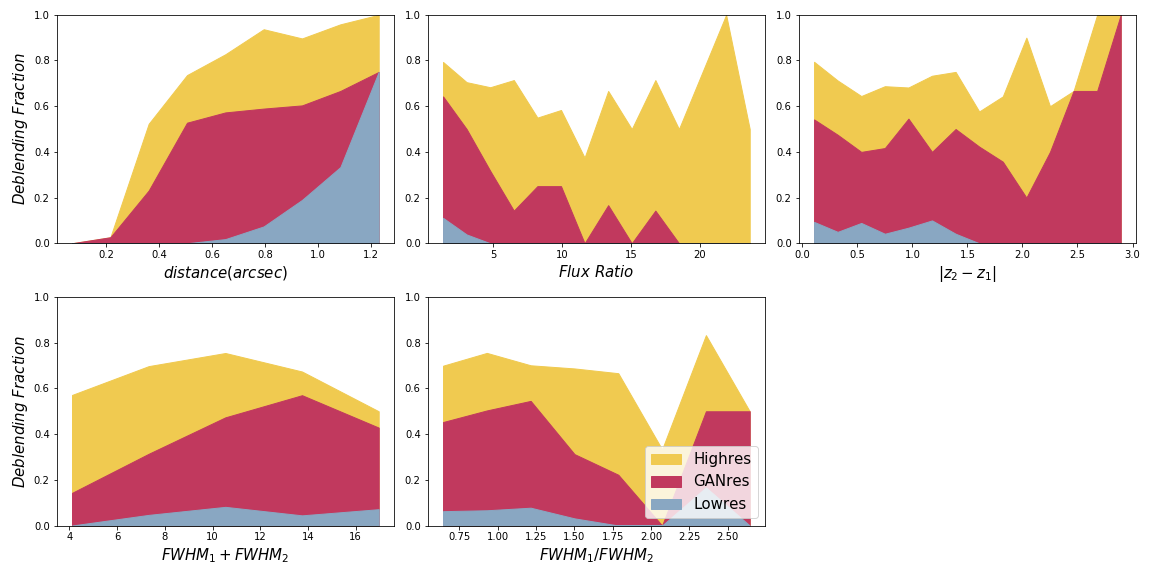 1.0
0.8
0.6
0.4
0.2
0.0
Deblending Fraction
0.2 0.4 0.6 0.8 1.0 1.2
distance(arcsec)
1.0
0.8
0.6
0.4
0.2
0.0
5 10 15 20
Flux Ratio
1.0
0.8
0.6
0.4
0.2
0.0
0.0 0.5 1.0 1.5 2.0 2.5 3.0
|z₂ − z₁|
1.0
0.8
0.6
0.4
0.2
0.0
Deblending Fraction
4 6 8 10 12 14 16
FWHM₁ + FWHM₂
1.0
0.8
0.6
0.4
0.2
0.0
Highres
GANres
Lowres
0.75 1.00 1.25 1.50 1.75 2.00 2.25 2.50
FWHM₁/FWHM₂